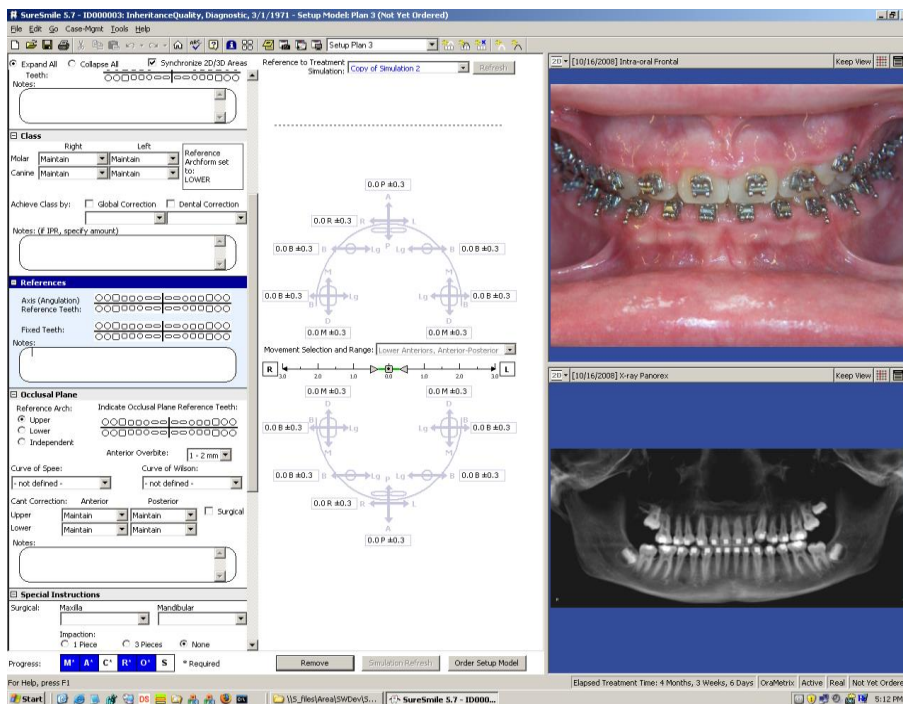 SureSmile 5.7 - ID000003: InheritanceQuality, Diagnostic, 3/1/1971 - Setup Model: Plan 3 (Not Yet Ordered)
File Edit Go Case-Mgmt Tools Help
Setup Plan 3
Expand All Collapse All Synchronize 2D/3D Areas
Teeth:
Notes:
Class
Right Left
Molar Maintain Maintain
Canine Maintain Maintain
Reference
Archform set
to:
LOWER
Achieve Class by: Global Correction Dental Correction
Notes: (if IPR, specify amount)
References
Axis (Angulation)
Reference Teeth:
Fixed Teeth:
Notes:
Occlusal Plane
Reference Arch: Indicate Occlusal Plane Reference Teeth:
Upper
Lower
Independent
Anterior Overbite: 1 - 2 mm
Curve of Spee: Curve of Wilson:
- not defined - - not defined -
Cant Correction: Anterior Posterior
Upper Maintain Maintain Surgical
Lower Maintain Maintain
Notes:
Special Instructions
Surgical: Maxilla Mandibular
Impaction:
1 Piece 3 Pieces None
Progress: M* A* C* R* O* S * Required
Reference to Treatment
Simulation: Copy of Simulation 2 Refresh
0.0 P ±0.3
A
0.0 R ±0.3 R L
P
0.0 B ±0.3 B Lg Lg B 0.0 B ±0.3
M M
0.0 B ±0.3 B Lg Lg B 0.0 B ±0.3
D D
0.0 M ±0.3 0.0 M ±0.3
Movement Selection and Range: Lower Anteriors, Anterior-Posterior
R L
3.0 2.0 1.0 0.0 1.0 2.0 3.0
0.0 M ±0.3 0.0 M ±0.3
D D
0.0 B ±0.3 B Lg Lg B 0.0 B ±0.3
M M
0.0 B ±0.3 B Lg Lg B 0.0 B ±0.3
P
0.0 R ±0.3 R L
A
0.0 P ±0.3
Remove Simulation Refresh Order Setup Model
2D [10/16/2008] Intra-oral Frontal Keep View
2D [10/16/2008] X-ray Panorex Keep View
For Help, press F1
Elapsed Treatment Time: 4 Months, 3 Weeks, 6 Days OraMetrix Active Real Not Yet Ordere
Start
\\S_files\Area\SWDev\S...
SureSmile 5.7 - ID000...
5:12 PM